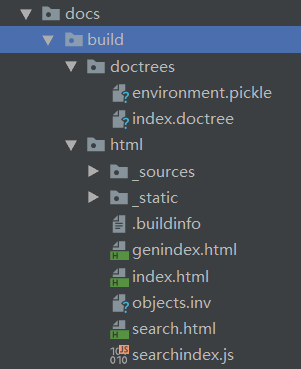 docs
build
doctrees
environment.pickle
index.doctree
html
_sources
_static
.buildinfo
genindex.html
index.html
objects.inv
search.html
searchindex.js